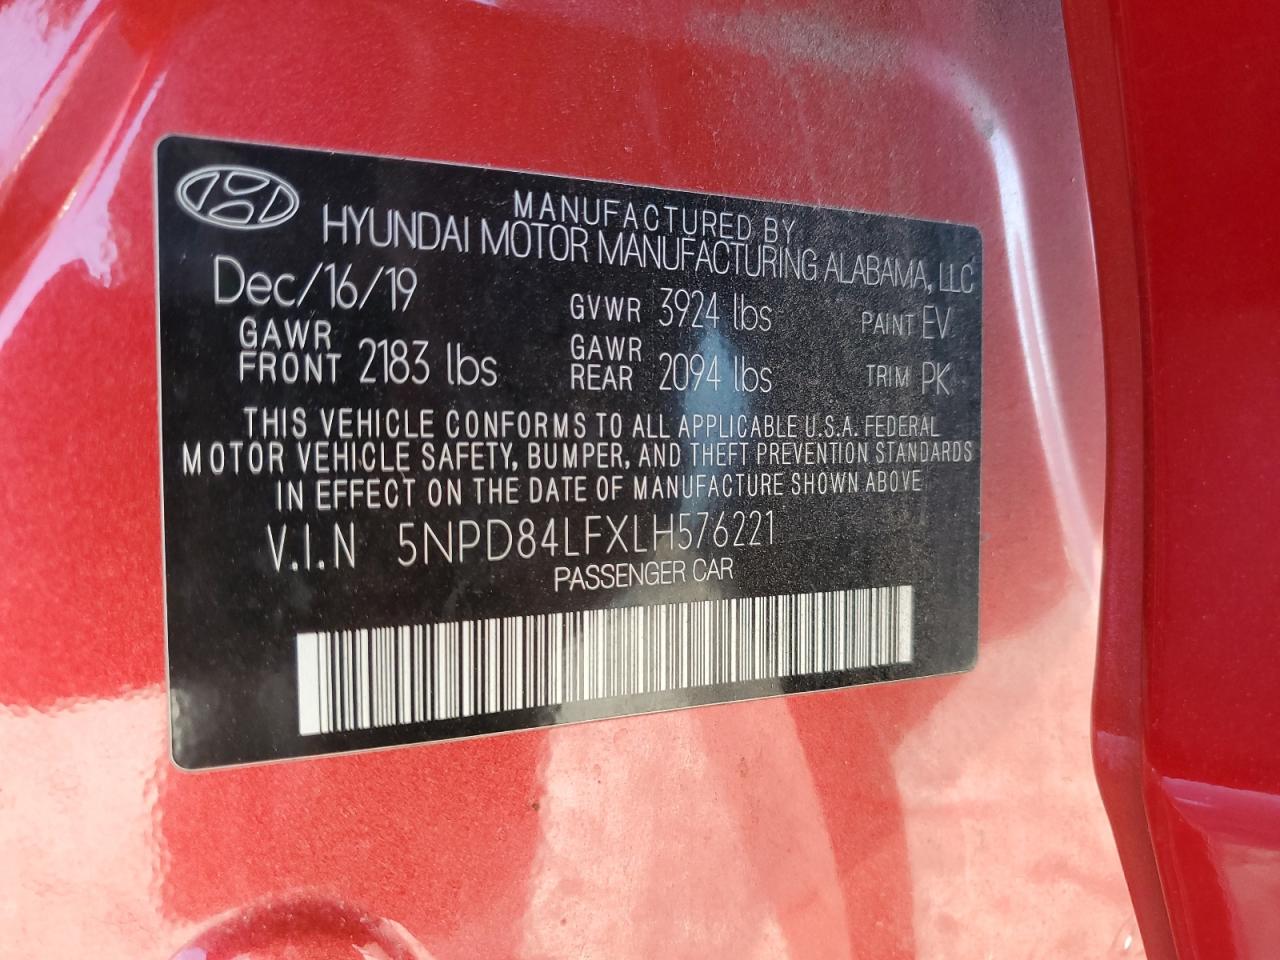 MANUFACTURED BY
HYUNDAI MOTOR MANUFACTURING ALABAMA, LLC
Dec/16/19 GVWR 3924 lbs PAINT EV
GAWR FRONT 2183 lbs GAWR REAR 2094 lbs TRIM PK
THIS VEHICLE CONFORMS TO ALL APPLICABLE U.S.A. FEDERAL
MOTOR VEHICLE SAFETY, BUMPER, AND THEFT PREVENTION STANDARDS
IN EFFECT ON THE DATE OF MANUFACTURE SHOWN ABOVE
V.I.N 5NPD84LFXLH576221
PASSENGER CAR